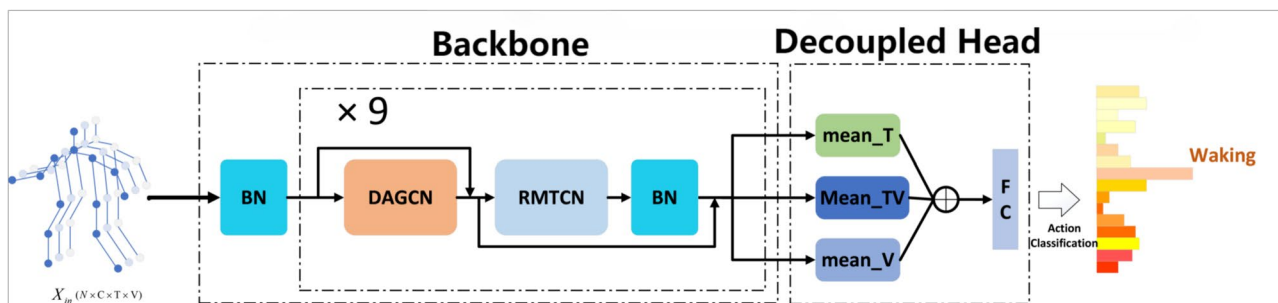 Backbone
Decoupled Head
× 9
BN
DAGCN
RMTCN
BN
mean_T
Mean_TV
mean_V
F
C
Action
Classification
Waking
X_in (N×C×T×V)